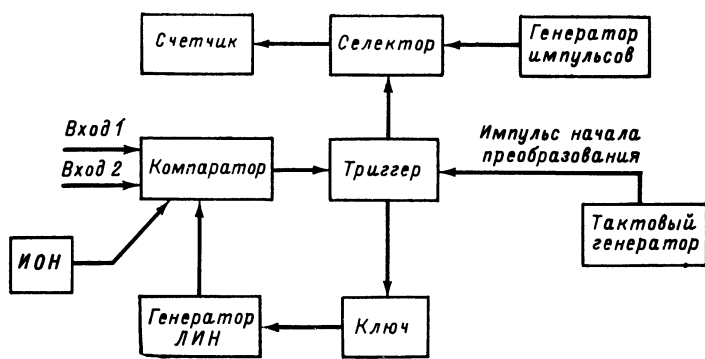 Счетчик
Селектор
Генератор
импульсов
Вход 1
Вход 2
Компаратор
Триггер
Импульс начала
преобразования
Тактовый
генератор
ИОН
Генератор
ЛИН
Ключ